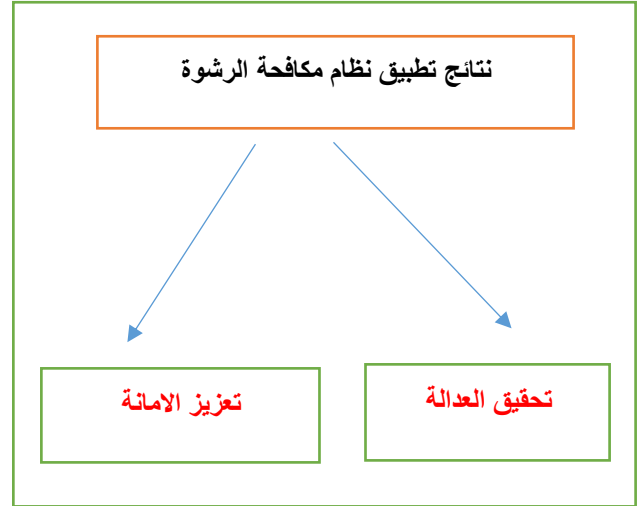 نتائج تطبيق نظام مكافحة الرشوة
تحقيق العدالة
تعزيز الامانة